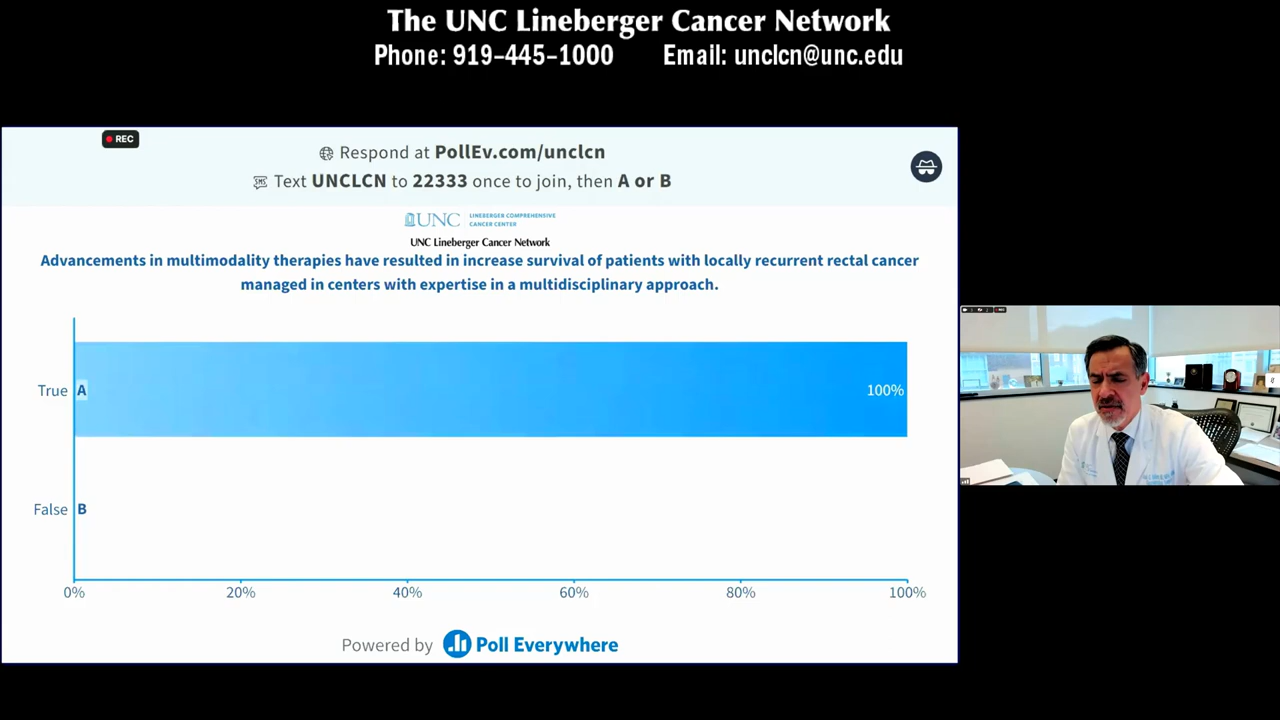 The UNC Lineberger Cancer Network
Phone: 919-445-1000 Email: unclcn@unc.edu
REC
Respond at PollEv.com/unclcn
Text UNCLCN to 22333 once to join, then A or B
UNC LINEBERGER COMPREHENSIVE
CANCER CENTER
UNC Lineberger Cancer Network
Advancements in multimodality therapies have resulted in increase survival of patients with locally recurrent rectal cancer
managed in centers with expertise in a multidisciplinary approach.
True A 100%
False B
0% 20% 40% 60% 80% 100%
Powered by Poll Everywhere